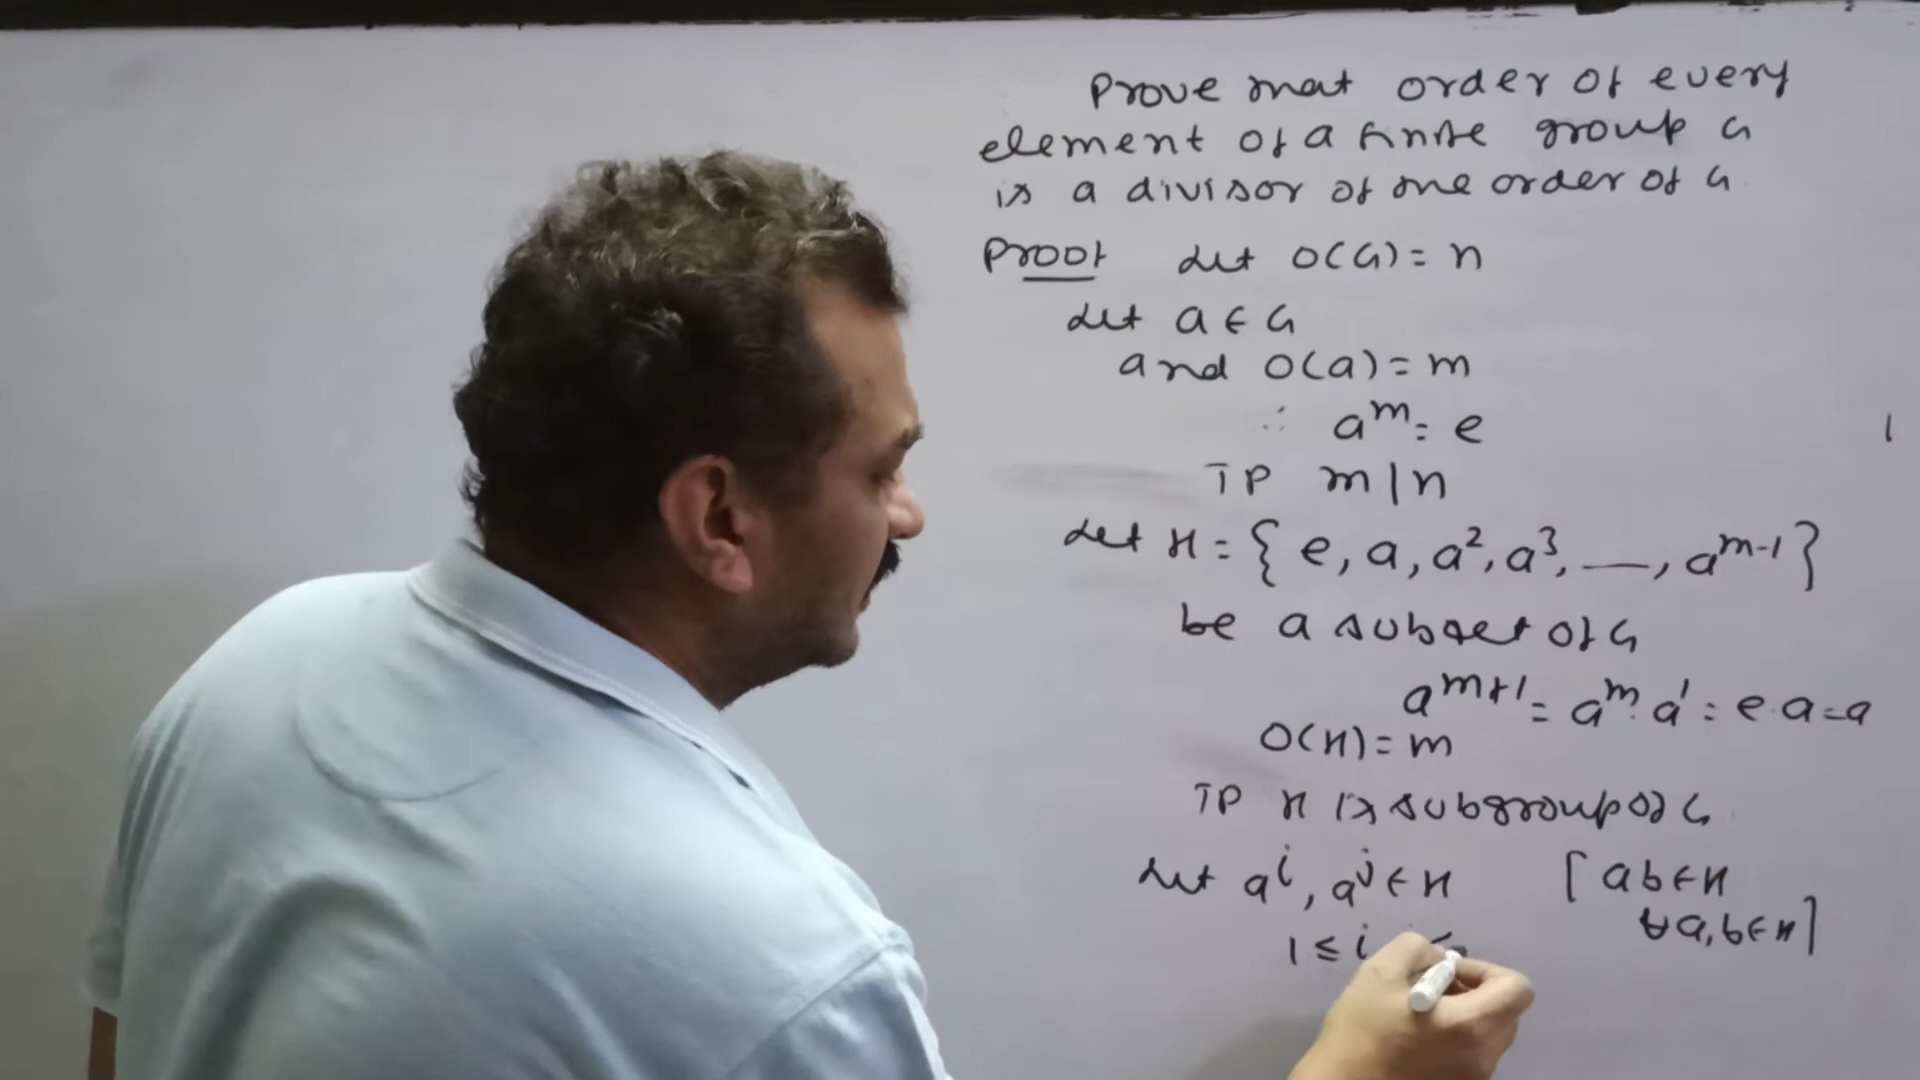 Prove that order of every
element of a finite group G
is a divisor of the order of G
Proof Let O(G) = n
Let a ∈ G
and O(a) = m
∴ a^m = e
TP m | n
Let H = { e, a, a², a³, —, a^{m-1} }
be a subset of G
a^{m+1} = a^m · a^1 = e · a = a
O(H) = m
TP H is subgroup of G
Let a^i, a^j ∈ H [ ab ∈ H
∀ a, b ∈ H ]
1 ≤ i